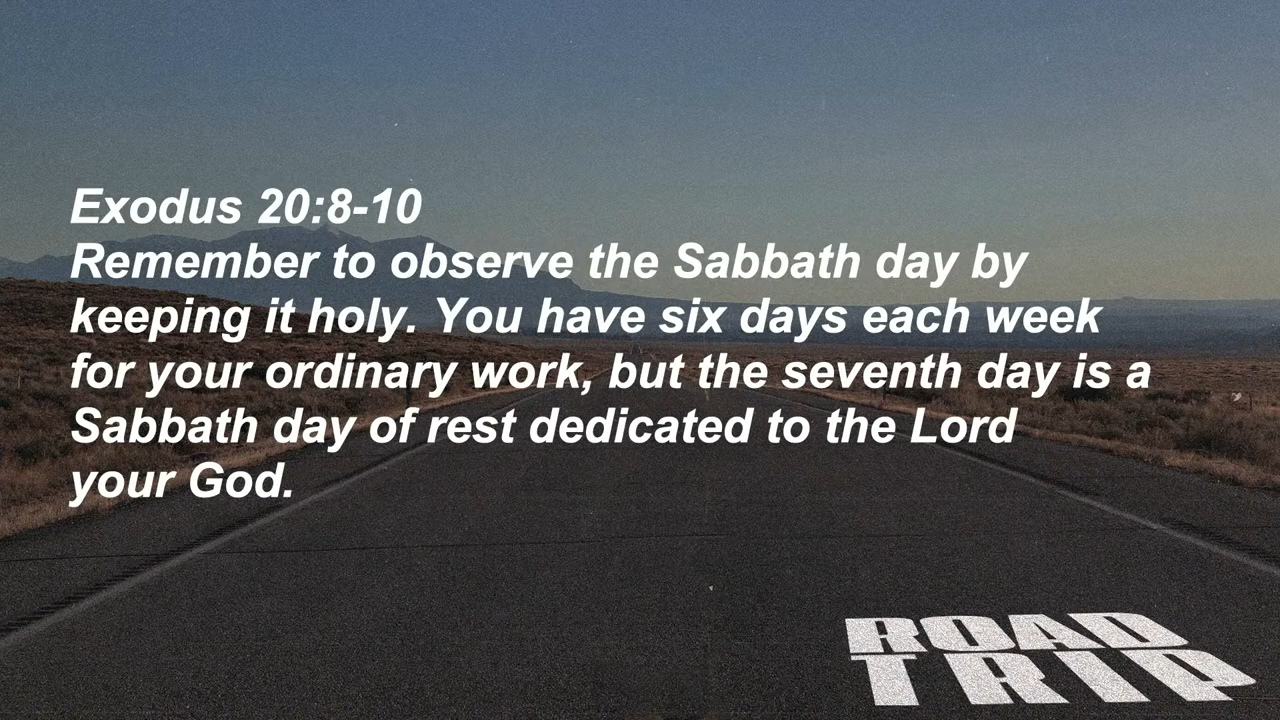 Exodus 20:8-10
Remember to observe the Sabbath day by
keeping it holy. You have six days each week
for your ordinary work, but the seventh day is a
Sabbath day of rest dedicated to the Lord
your God.
ROAD
TRIP